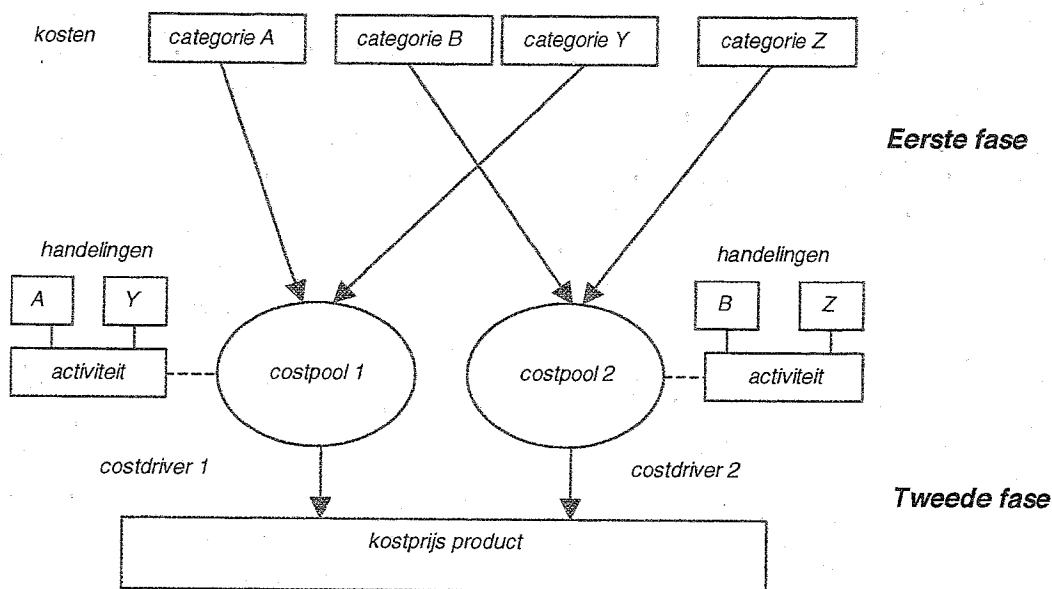 kosten
categorie A
categorie B
categorie Y
categorie Z
Eerste fase
handelingen
handelingen
A
Y
B
Z
activiteit
costpool 1
costpool 2
activiteit
costdriver 1
costdriver 2
Tweede fase
kostprijs product